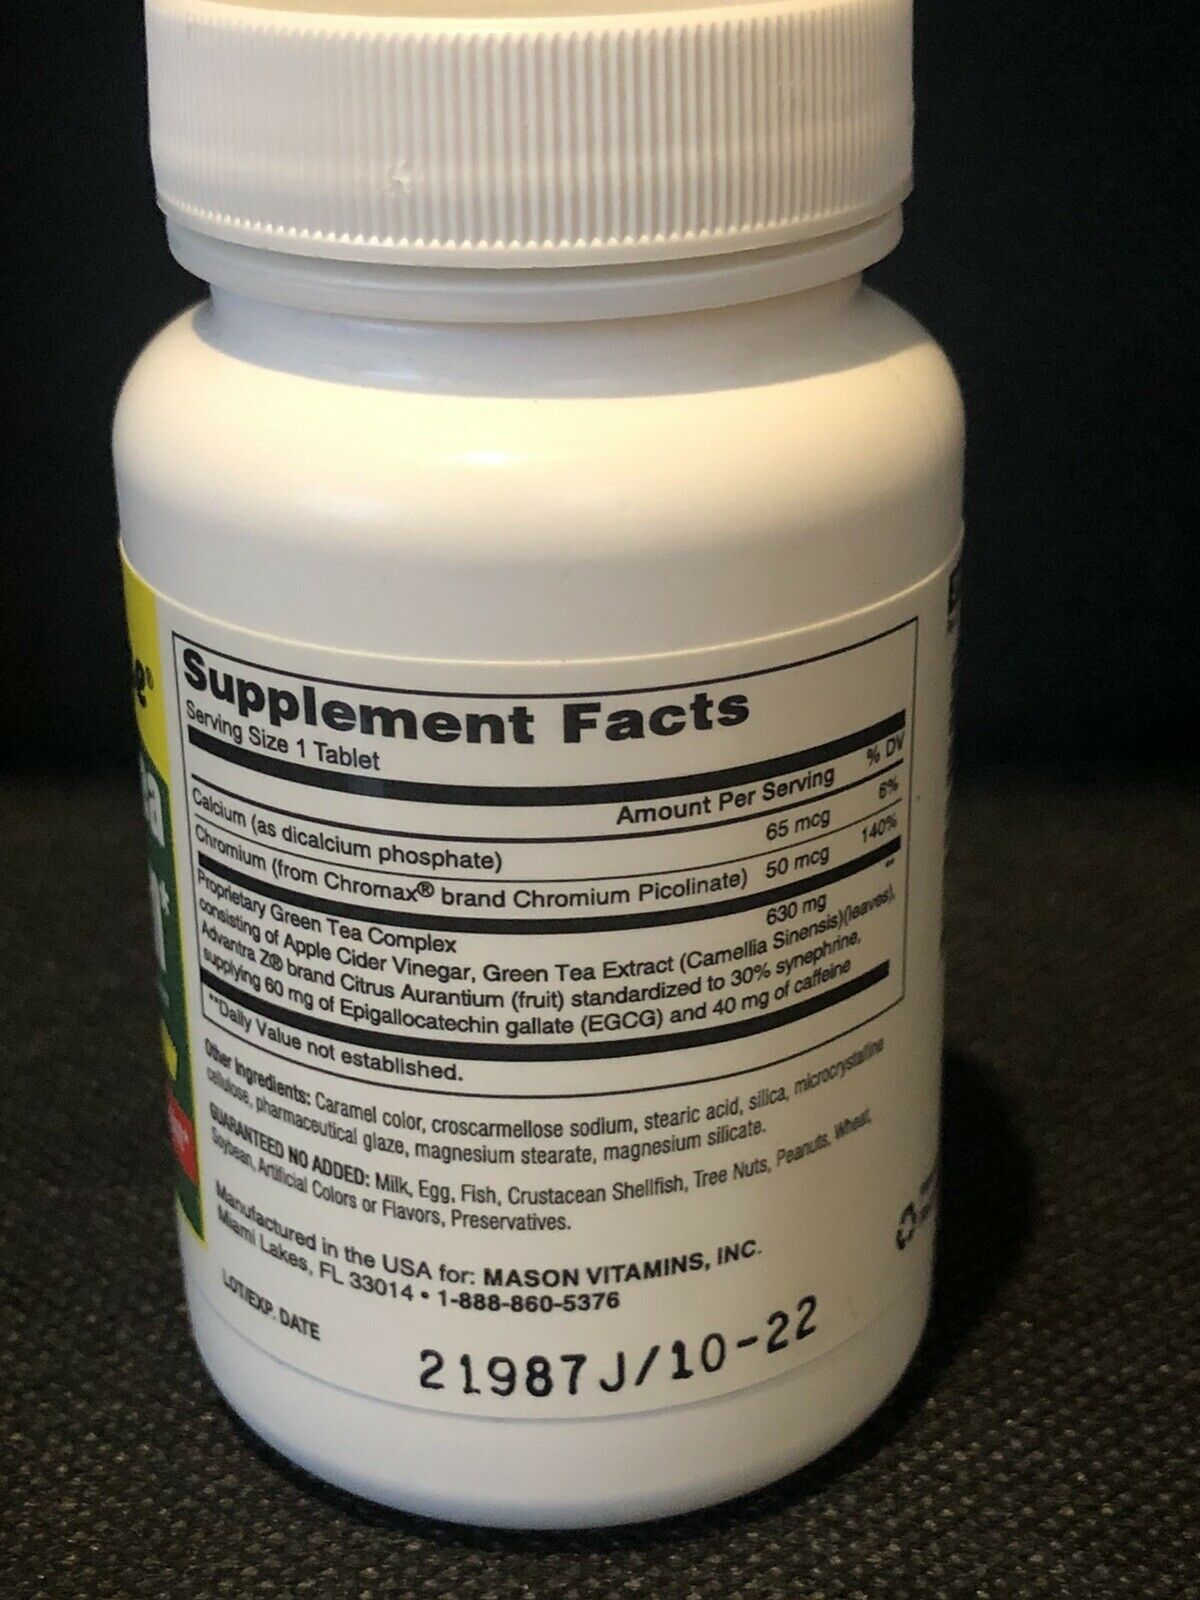 Supplement Facts
Serving Size 1 Tablet
Amount Per Serving % DV
Calcium (as dicalcium phosphate) 65 mcg 6%
Chromium (from Chromax® brand Chromium Picolinate) 50 mcg 140%
Proprietary Green Tea Complex 630 mg **
consisting of Apple Cider Vinegar, Green Tea Extract (Camellia Sinensis)(leaves),
Advantra Z® brand Citrus Aurantium (fruit) standardized to 30% synephrine,
supplying 60 mg of Epigallocatechin gallate (EGCG) and 40 mg of caffeine
**Daily Value not established.
Other Ingredients: Caramel color, croscarmellose sodium, stearic acid, silica, microcrystalline
cellulose, pharmaceutical glaze, magnesium stearate, magnesium silicate.
GUARANTEED NO ADDED: Milk, Egg, Fish, Crustacean Shellfish, Tree Nuts, Peanuts, Wheat,
Soybean, Artificial Colors or Flavors, Preservatives.
Manufactured in the USA for: MASON VITAMINS, INC.
Miami Lakes, FL 33014 • 1-888-860-5376
LOT/EXP. DATE
21987J/10-22